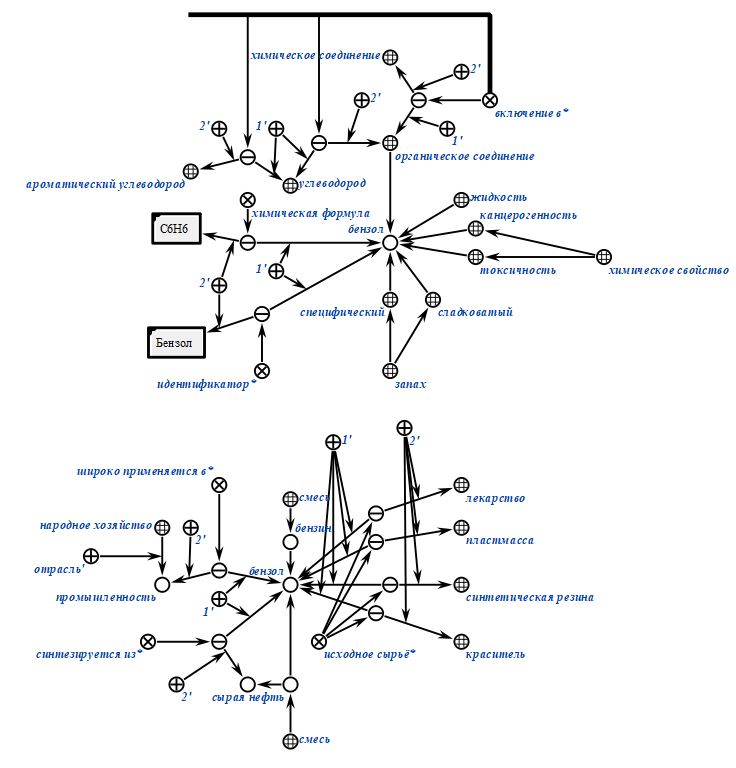 химическое соединение
2'
2'
включение в*
2'
1'
1'
органическое соединение
ароматический углеводород
углеводород
жидкость
химическая формула
канцерогенность
C6H6
бензол
1'
токсичность
химическое свойство
2'
специфический
сладковатый
Бензол
идентификатор*
запах
1'
2'
широко применяется в*
смесь
лекарство
народное хозяйство
2'
бензин
пластмасса
отрасль'
бензол
промышленность
1'
синтетическая резина
синтезируется из*
исходное сырьё*
краситель
2'
сырая нефть
смесь